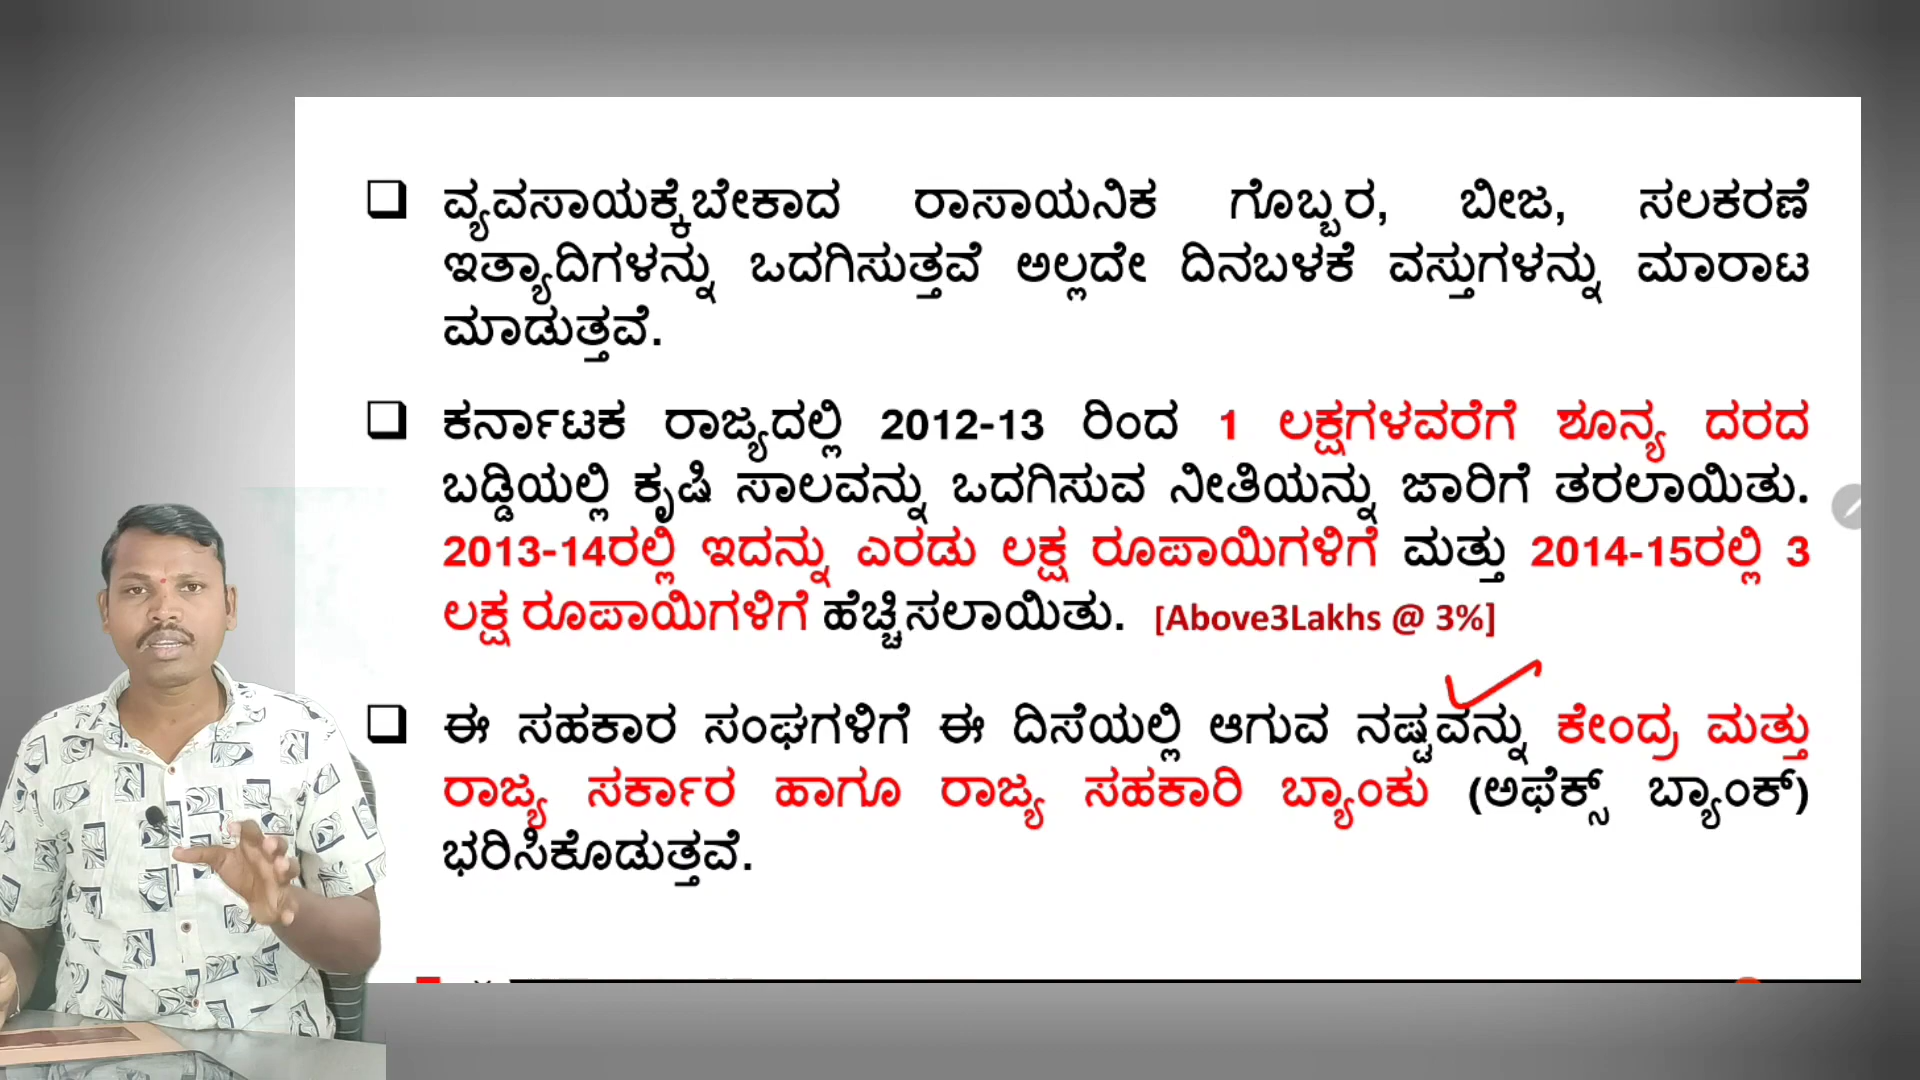 ❑ ವ್ಯವಸಾಯಕ್ಕೆಬೇಕಾದ ರಾಸಾಯನಿಕ ಗೊಬ್ಬರ, ಬೀಜ, ಸಲಕರಣೆ
ಇತ್ಯಾದಿಗಳನ್ನು ಒದಗಿಸುತ್ತವೆ ಅಲ್ಲದೇ ದಿನಬಳಕೆ ವಸ್ತುಗಳನ್ನು ಮಾರಾಟ
ಮಾಡುತ್ತವೆ.
❑ ಕರ್ನಾಟಕ ರಾಜ್ಯದಲ್ಲಿ 2012-13 ರಿಂದ 1 ಲಕ್ಷಗಳವರೆಗೆ ಶೂನ್ಯ ದರದ
ಬಡ್ಡಿಯಲ್ಲಿ ಕೃಷಿ ಸಾಲವನ್ನು ಒದಗಿಸುವ ನೀತಿಯನ್ನು ಜಾರಿಗೆ ತರಲಾಯಿತು.
2013-14ರಲ್ಲಿ ಇದನ್ನು ಎರಡು ಲಕ್ಷ ರೂಪಾಯಿಗಳಿಗೆ ಮತ್ತು 2014-15ರಲ್ಲಿ 3
ಲಕ್ಷ ರೂಪಾಯಿಗಳಿಗೆ ಹೆಚ್ಚಿಸಲಾಯಿತು. [Above3Lakhs @ 3%]
❑ ಈ ಸಹಕಾರ ಸಂಘಗಳಿಗೆ ಈ ದಿಸೆಯಲ್ಲಿ ಆಗುವ ನಷ್ಟವನ್ನು ಕೇಂದ್ರ ಮತ್ತು
ರಾಜ್ಯ ಸರ್ಕಾರ ಹಾಗೂ ರಾಜ್ಯ ಸಹಕಾರಿ ಬ್ಯಾಂಕು (ಅಫೆಕ್ಸ್ ಬ್ಯಾಂಕ್)
ಭರಿಸಿಕೊಡುತ್ತವೆ.